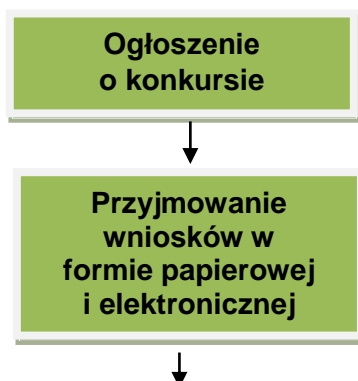 Ogłoszenie
o konkursie
Przyjmowanie
wniosków w
formie papierowej
i elektronicznej